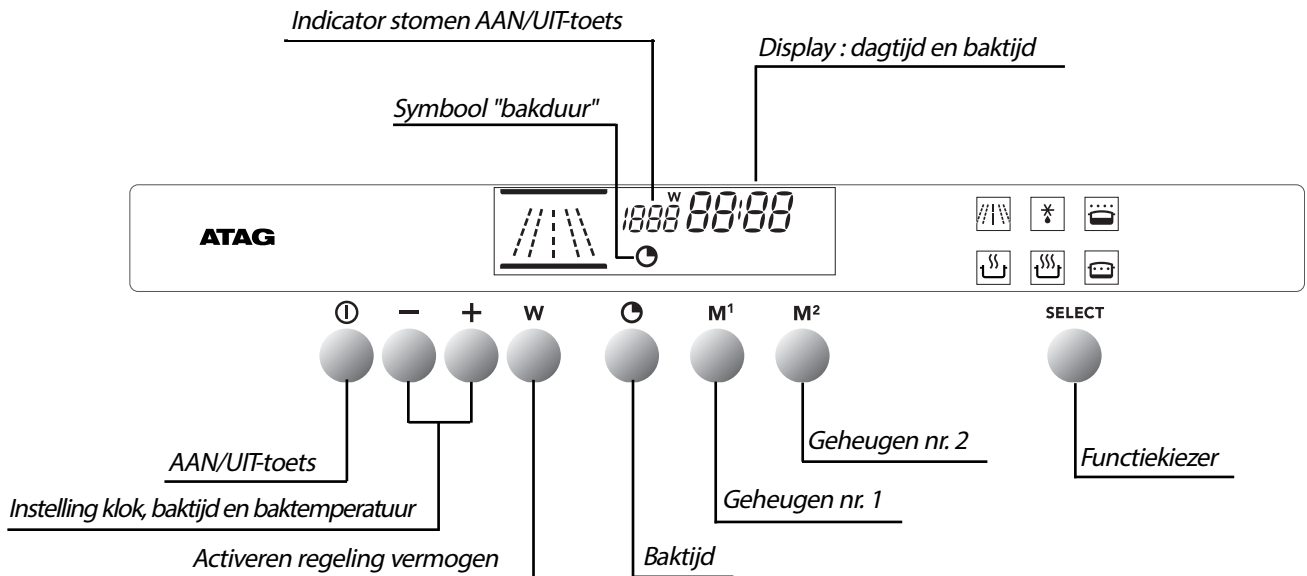 Indicator stomen AAN/UIT-toets
Display : dagtijd en baktijd
Symbool "bakduur"
ATAG
1888 W 88:88
− + W M¹ M² SELECT
AAN/UIT-toets
Instelling klok, baktijd en baktemperatuur
Activeren regeling vermogen
Baktijd
Geheugen nr. 1
Geheugen nr. 2
Functiekiezer